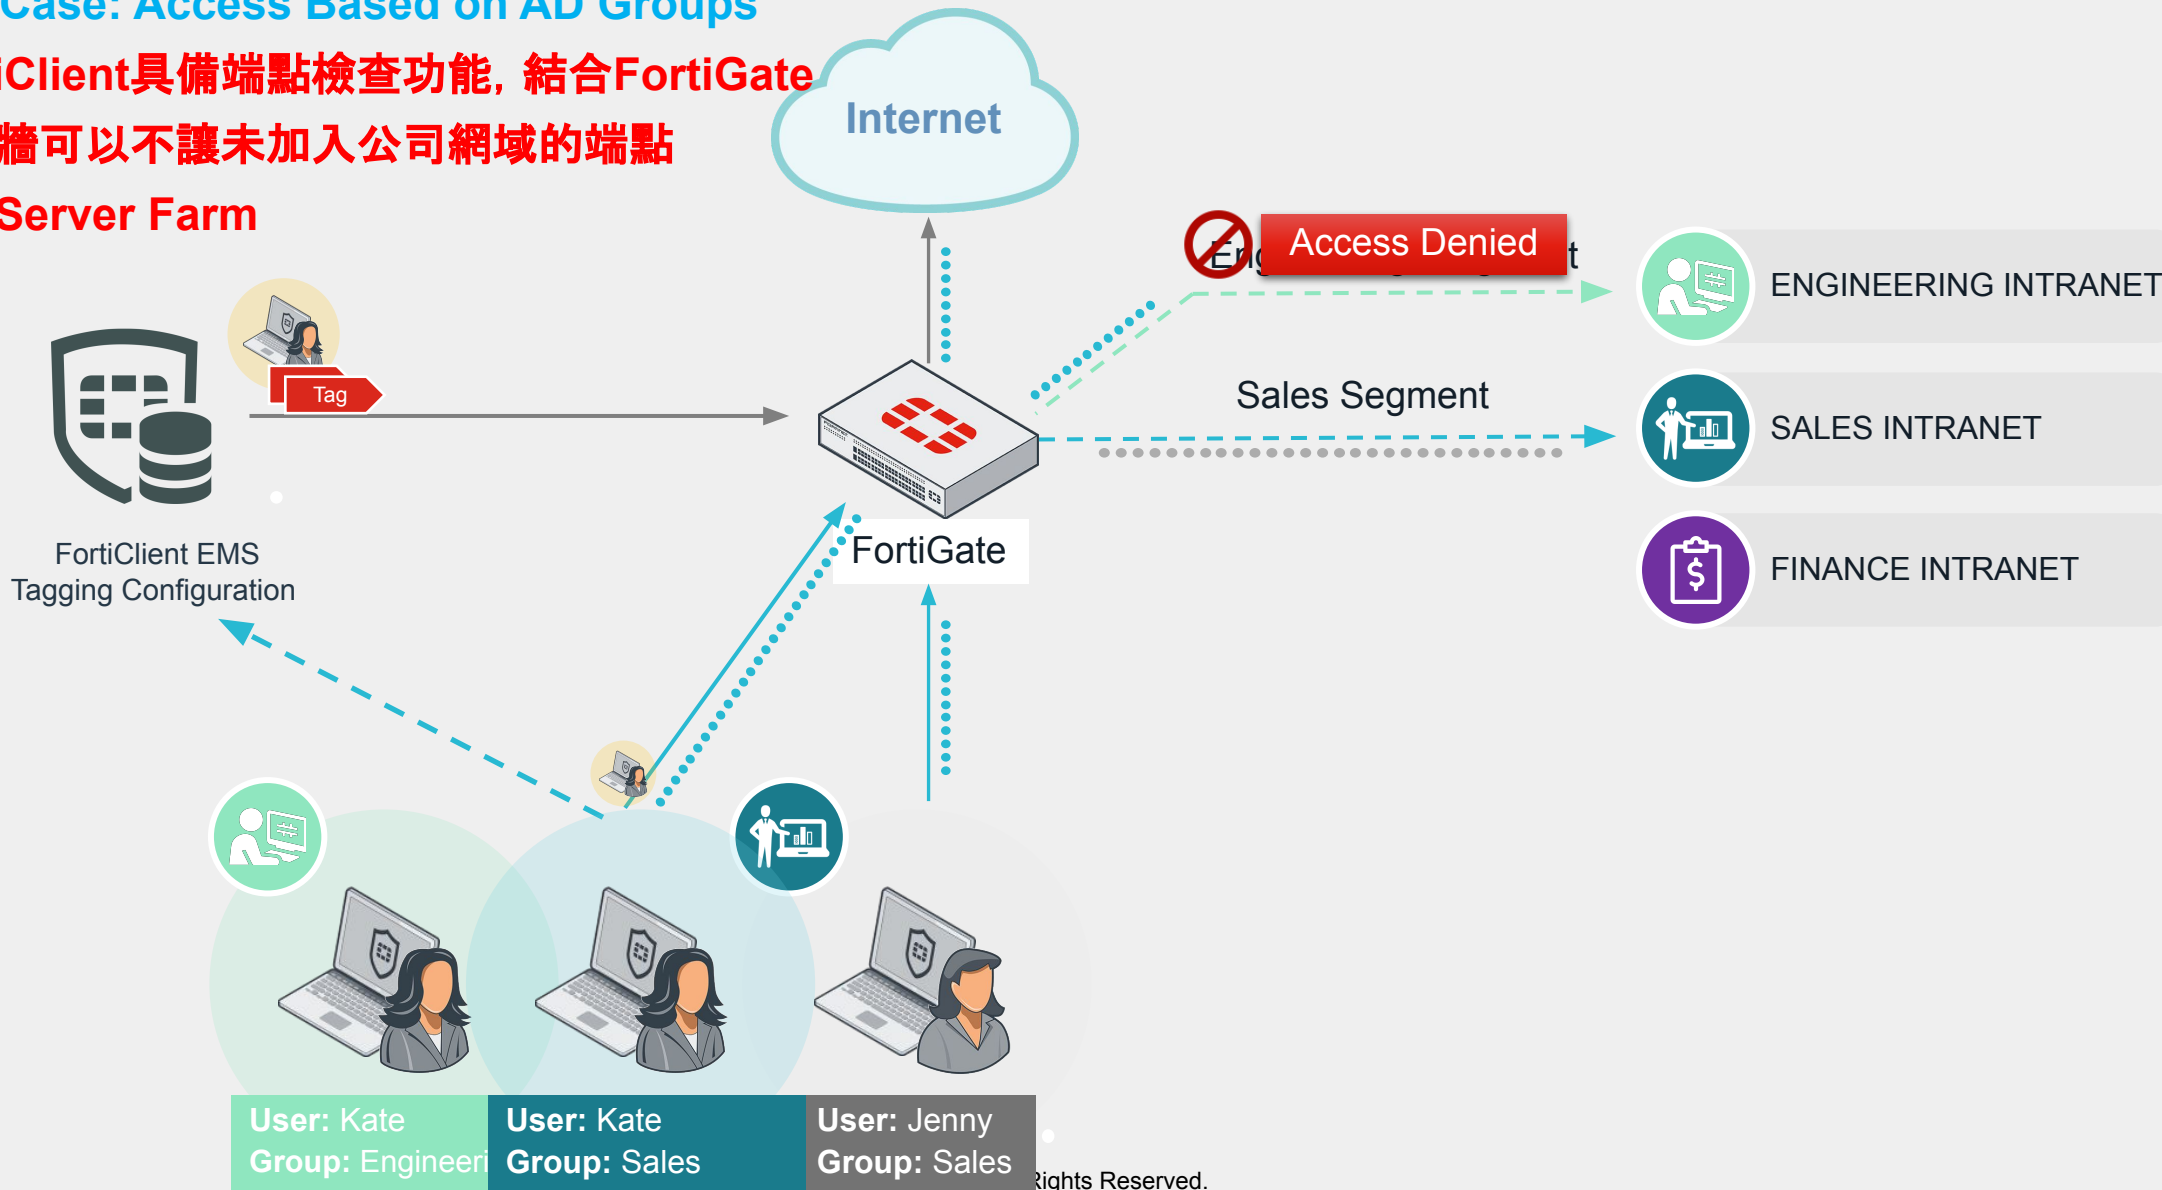 Case: Access Based on AD Groups
iClient具備端點檢查功能, 結合FortiGate
牆可以不讓未加入公司網域的端點
Server Farm
Internet
Access Denied
ENGINEERING INTRANET
Tag
Sales Segment
SALES INTRANET
FortiGate
FortiClient EMS
Tagging Configuration
FINANCE INTRANET
User: Kate
Group: Engineeri
User: Kate
Group: Sales
User: Jenny
Group: Sales
Rights Reserved.